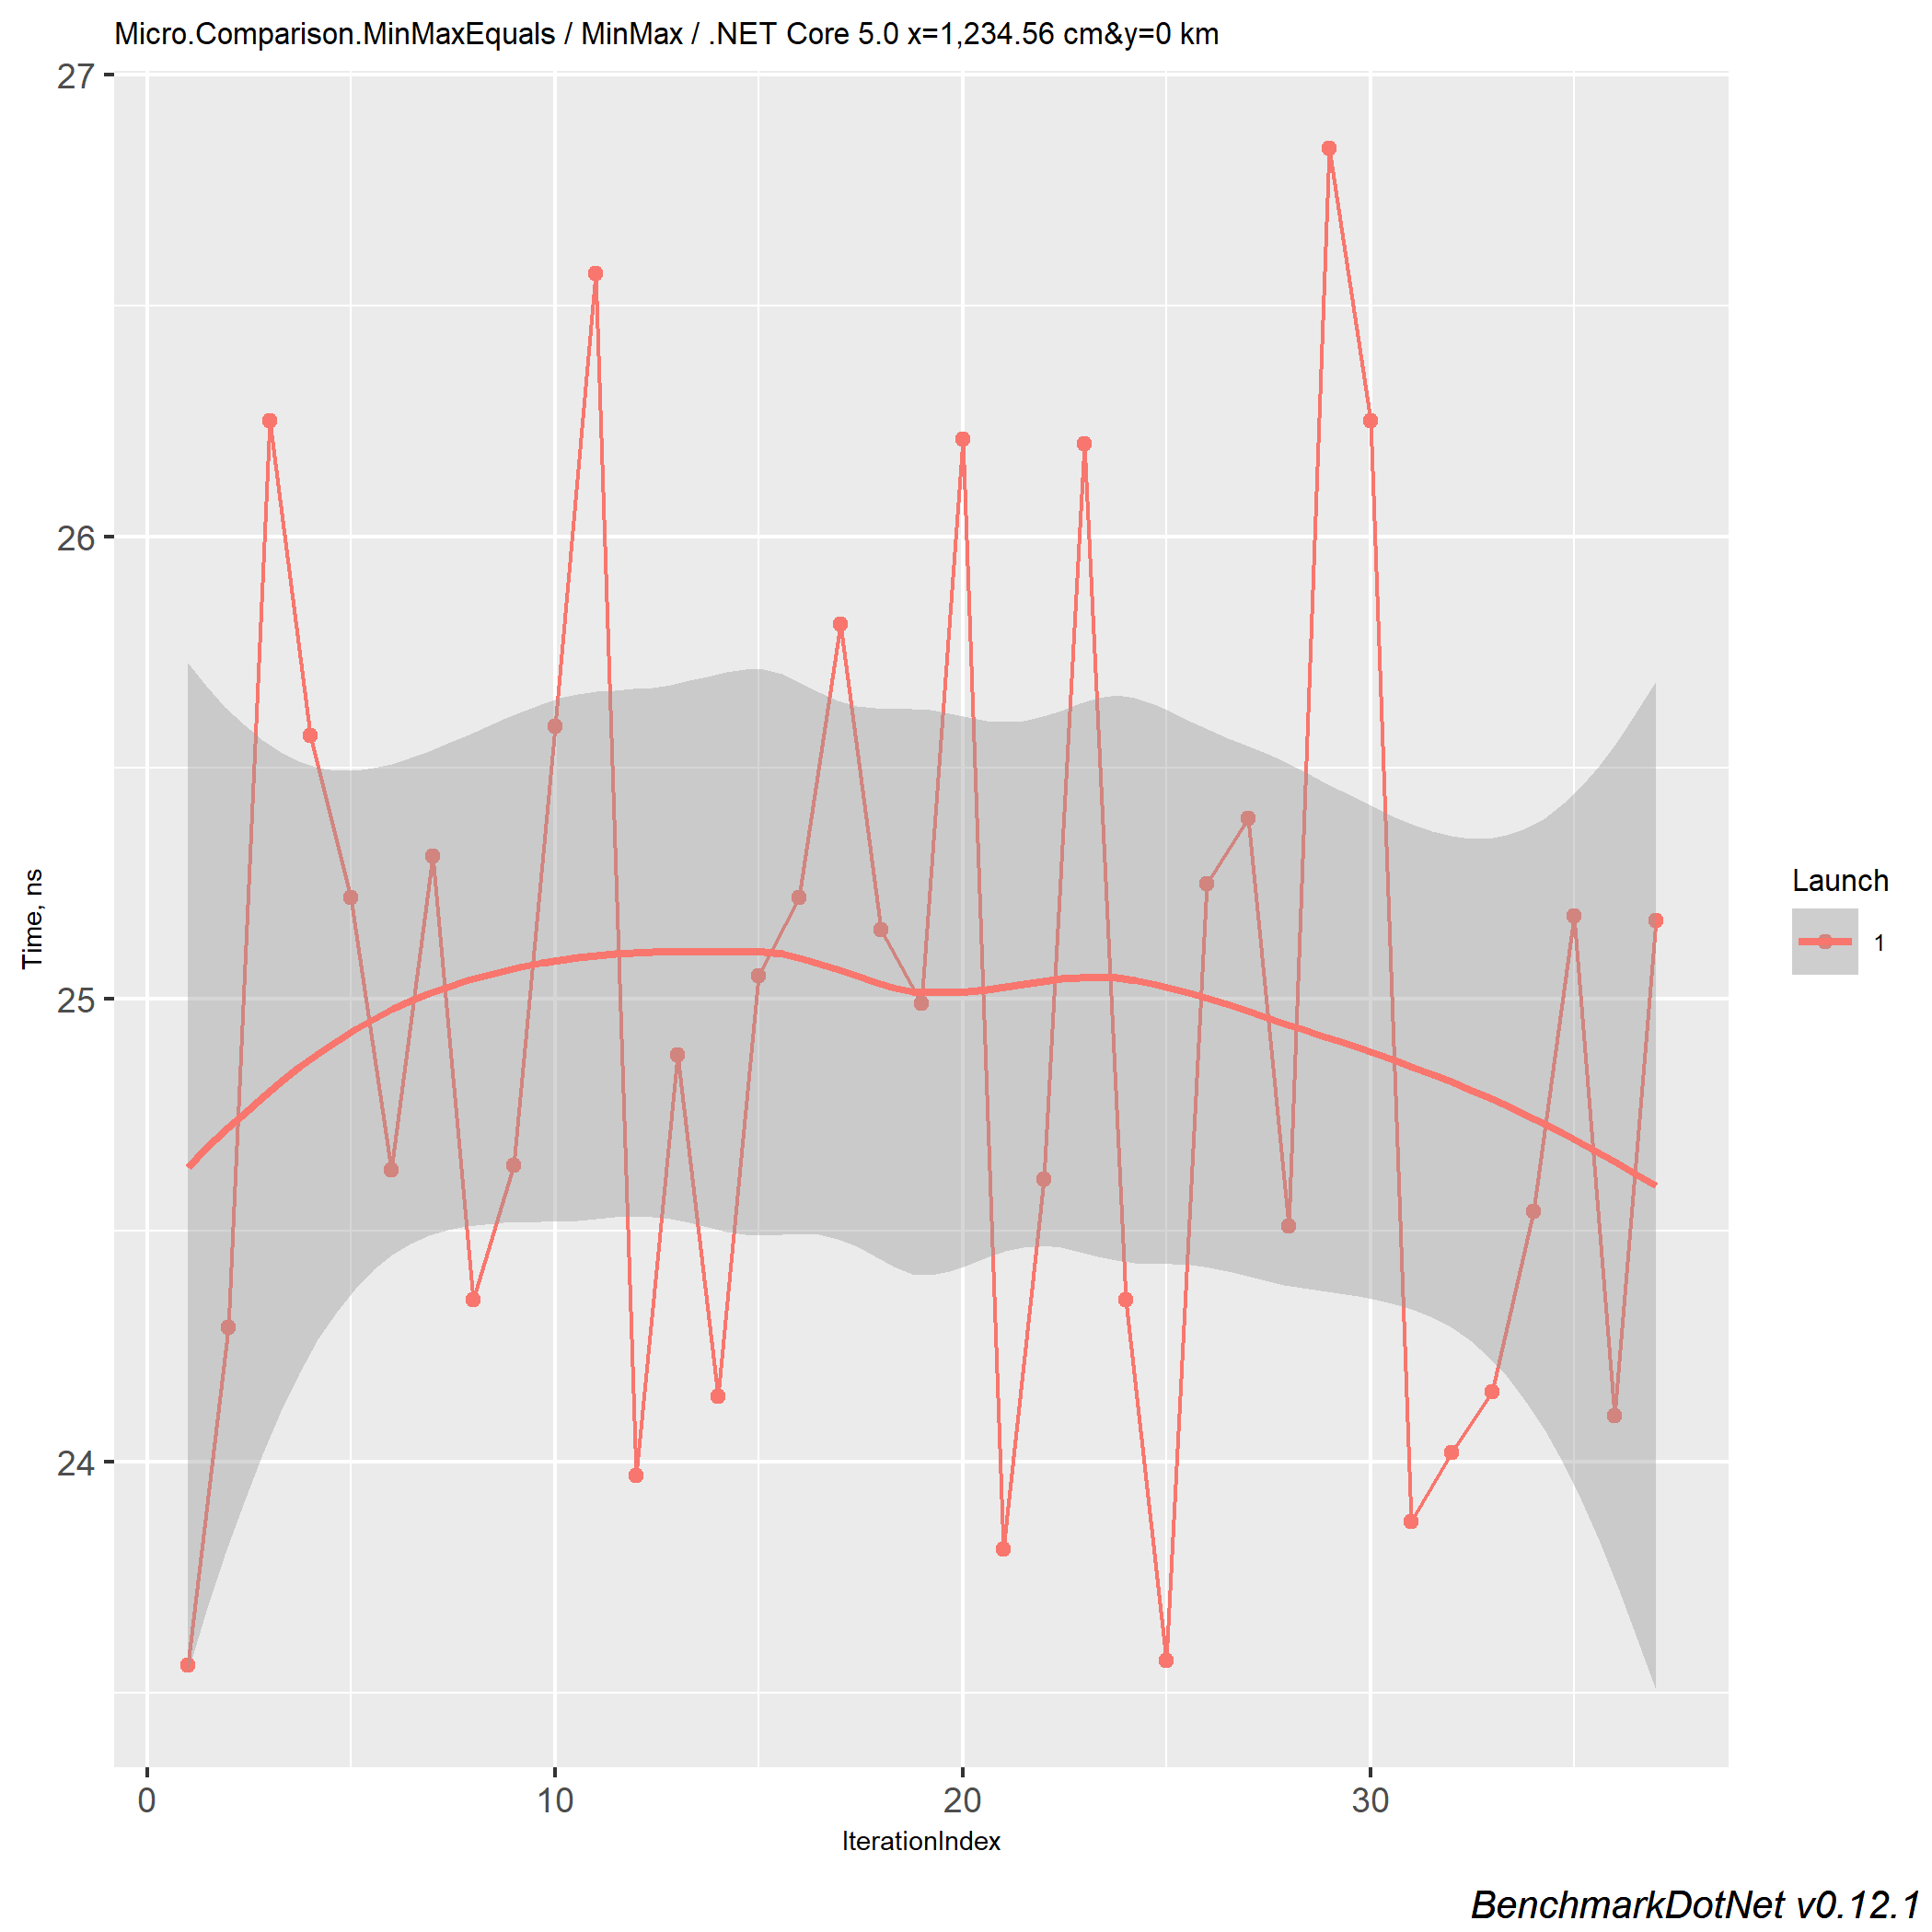 Micro.Comparison.MinMaxEquals / MinMax / .NET Core 5.0 x=1,234.56 cm&y=0 km
27
26
25
24
Time, ns
0 10 20 30
IterationIndex
Launch
1
BenchmarkDotNet v0.12.1